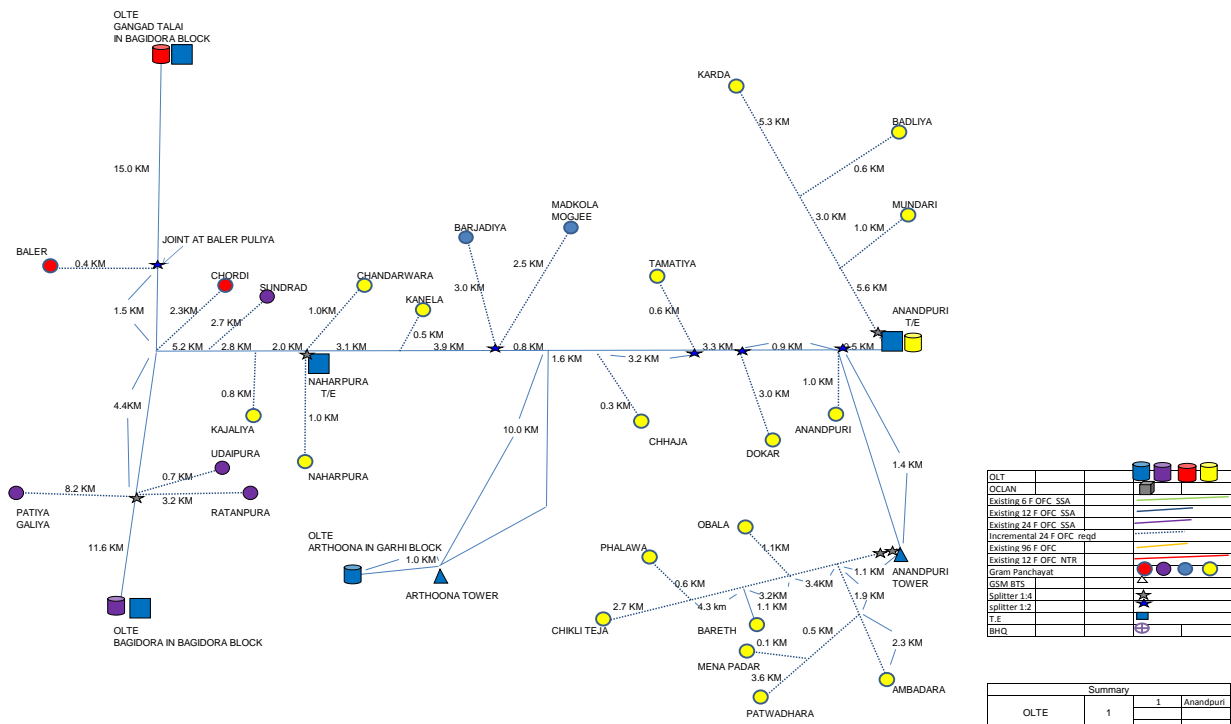 OLTE
GANGAD TALAI
IN BAGIDORA BLOCK
KARDA
5.3 KM
BADLIYA
15.0 KM
0.6 KM
MADKOLA
MOGJEE
MUNDARI
3.0 KM
BARJADIYA
1.0 KM
JOINT AT BALER PULIYA
BALER
0.4 KM
2.5 KM
TAMATIYA
CHORDI
SUNDRAD
CHANDARWARA
3.0 KM
5.6 KM
KANELA
1.5 KM
2.3KM
1.0KM
0.6 KM
ANANDPURI
T/E
2.7 KM
0.5 KM
5.2 KM
2.8 KM
2.0 KM
3.1 KM
3.9 KM
0.8 KM
1.6 KM
3.2 KM
3.3 KM
0.9 KM
0.5 KM
NAHARPURA
T/E
0.8 KM
1.0 KM
3.0 KM
1.0 KM
4.4KM
0.3 KM
KAJALIYA
10.0 KM
CHHAJA
DOKAR
ANANDPURI
UDAIPURA
0.7 KM
NAHARPURA
1.4 KM
8.2 KM
3.2 KM
PATIYA
GALIYA
RATANPURA
11.6 KM
OLTE
ARTHOONA IN GARHI BLOCK
1.0 KM
ARTHOONA TOWER
OBALA
PHALAWA
1.1KM
1.1 KM
ANANDPURI
TOWER
0.6 KM
3.4KM
3.2KM
1.9 KM
2.7 KM
4.3 km
1.1 KM
CHIKLI TEJA
BARETH
0.5 KM
0.1 KM
2.3 KM
MENA PADAR
3.6 KM
AMBADARA
PATWADHARA
OLTE
BAGIDORA IN BAGIDORA BLOCK
OLT
OCLAN
Existing 6 F OFC SSA
Existing 12 F OFC SSA
Existing 24 F OFC SSA
Incremental 24 F OFC reqd
Existing 96 F OFC
Existing 12 F OFC NTR
Gram Panchayat
GSM BTS
Splitter 1:4
splitter 1:2
T.E
BHQ
Summary
OLTE 1 1 Anandpuri